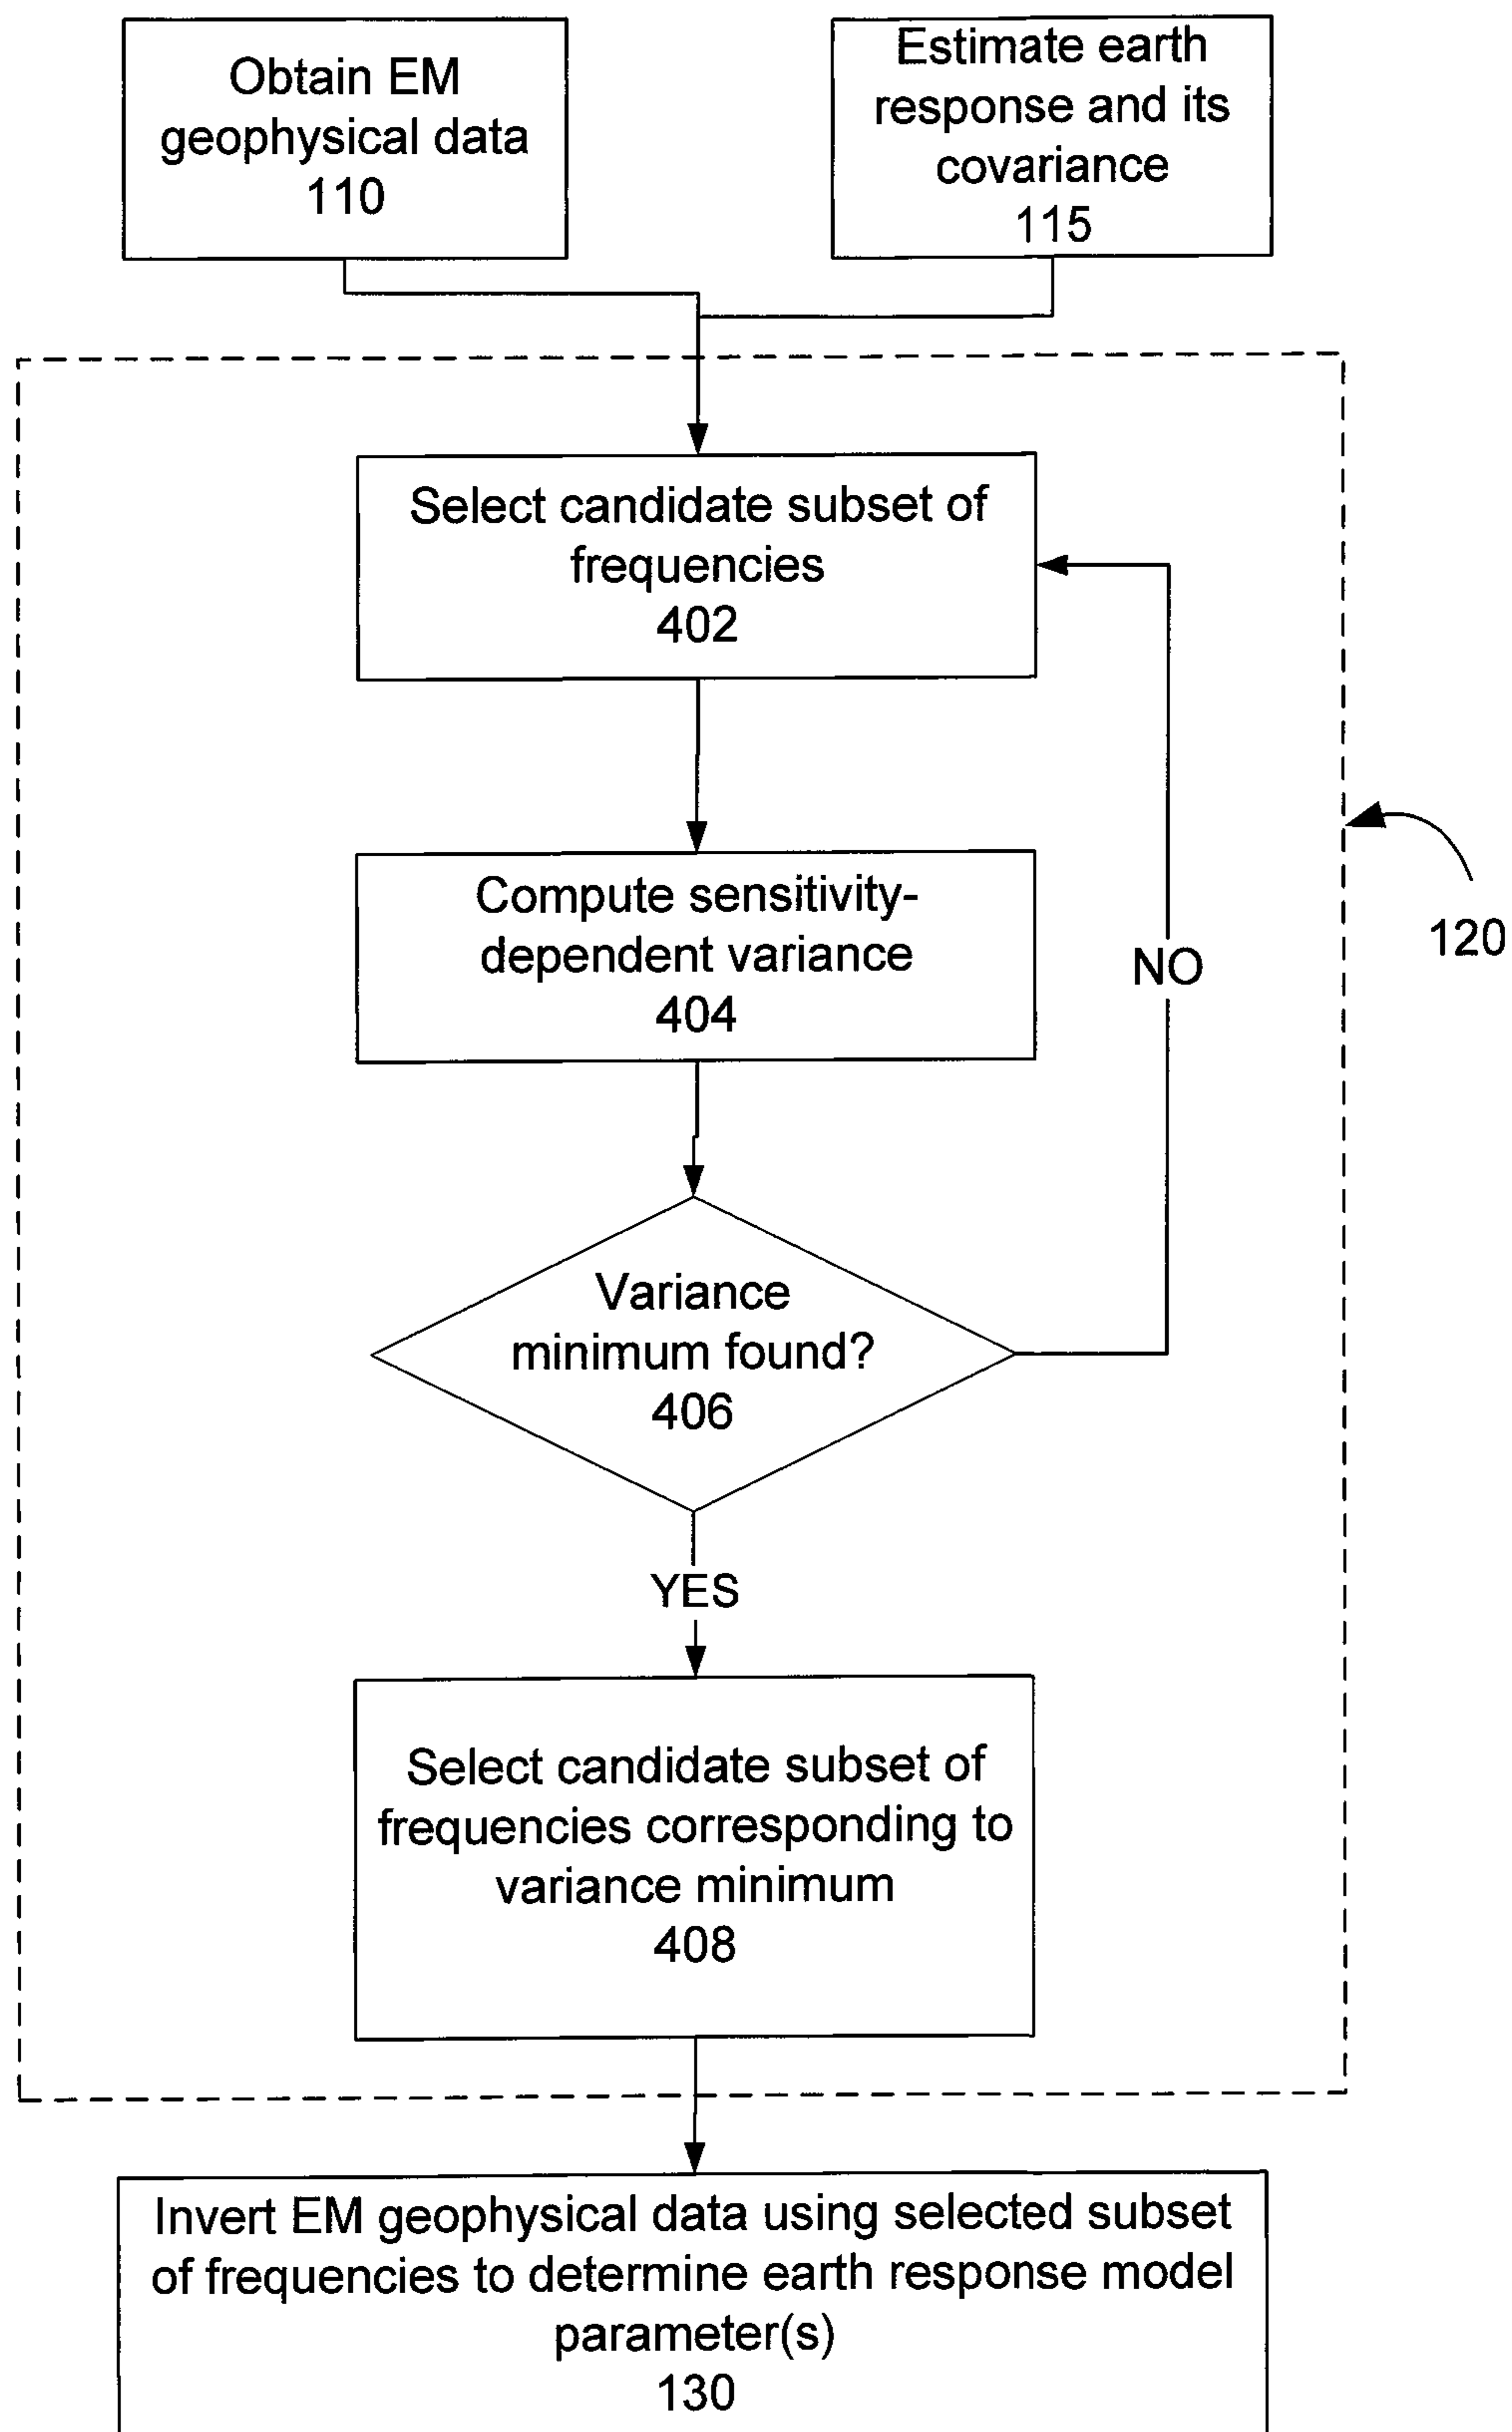 Obtain EM
geophysical data
110
Estimate earth
response and its
covariance
115
Select candidate subset of
frequencies
402
Compute sensitivity-
dependent variance
404
NO
120
Variance
minimum found?
406
YES
Select candidate subset of
frequencies corresponding to
variance minimum
408
Invert EM geophysical data using selected subset
of frequencies to determine earth response model
parameter(s)
130